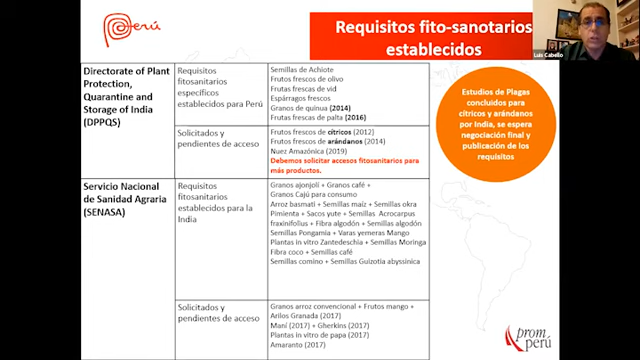 Perú
Requisitos fito-sanotarios
establecidos
Luis Cabello
Directorate of Plant
Protection,
Quarantine and
Storage of India
(DPPQS)
Requisitos
fitosanitarios
específicos
establecidos para Perú
Semillas de Achiote
Frutos frescos de olivo
Frutas frescas de vid
Espárragos frescos
Granos de quinua (2014)
Frutas frescas de palta (2016)
Solicitados y
pendientes de acceso
Frutos frescos de cítricos (2012)
Frutos frescos de arándanos (2014)
Nuez Amazónica (2019)
Debemos solicitar accesos fitosanitarios para
más productos.
Servicio Nacional
de Sanidad Agraria
(SENASA)
Requisitos
fitosanitarios
establecidos para la
India
Granos ajonjolí + Granos café +
Granos Cajú para consumo
Arroz basmati + Semillas maíz + Semillas okra
Pimienta + Sacos yute + Semillas Acrocarpus
fraxinifolius + Fibra algodón + Semillas algodón
Semillas Pongamia + Varas yemeras Mango
Plantas in vitro Zantedeschia + Semillas Moringa
Fibra coco + Semillas café
Semillas comino + Semillas Guizotia abyssinica
Solicitados y
pendientes de acceso
Granos arroz convencional + Frutos mango +
Arilos Granada (2017)
Maní (2017) + Gherkins (2017)
Plantas in vitro de papa (2017)
Amaranto (2017)
Estudios de Plagas
concluidos para
cítricos y arándanos
por India, se espera
negociación final y
publicación de los
requisitos
prom
perú